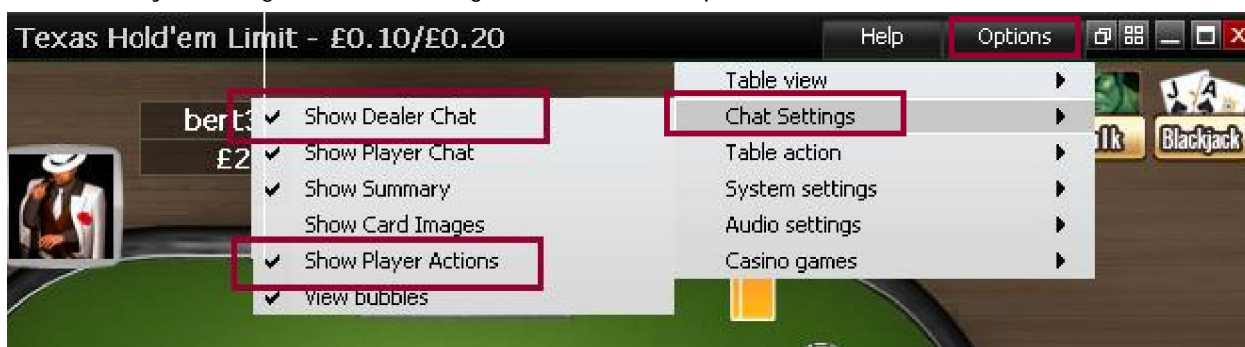 Texas Hold'em Limit - £0.10/£0.20
Help
Options
Table view
Chat Settings
Table action
System settings
Audio settings
Casino games
Show Dealer Chat
Show Player Chat
Show Summary
Show Card Images
Show Player Actions
View bubbles
£2
Blackjack